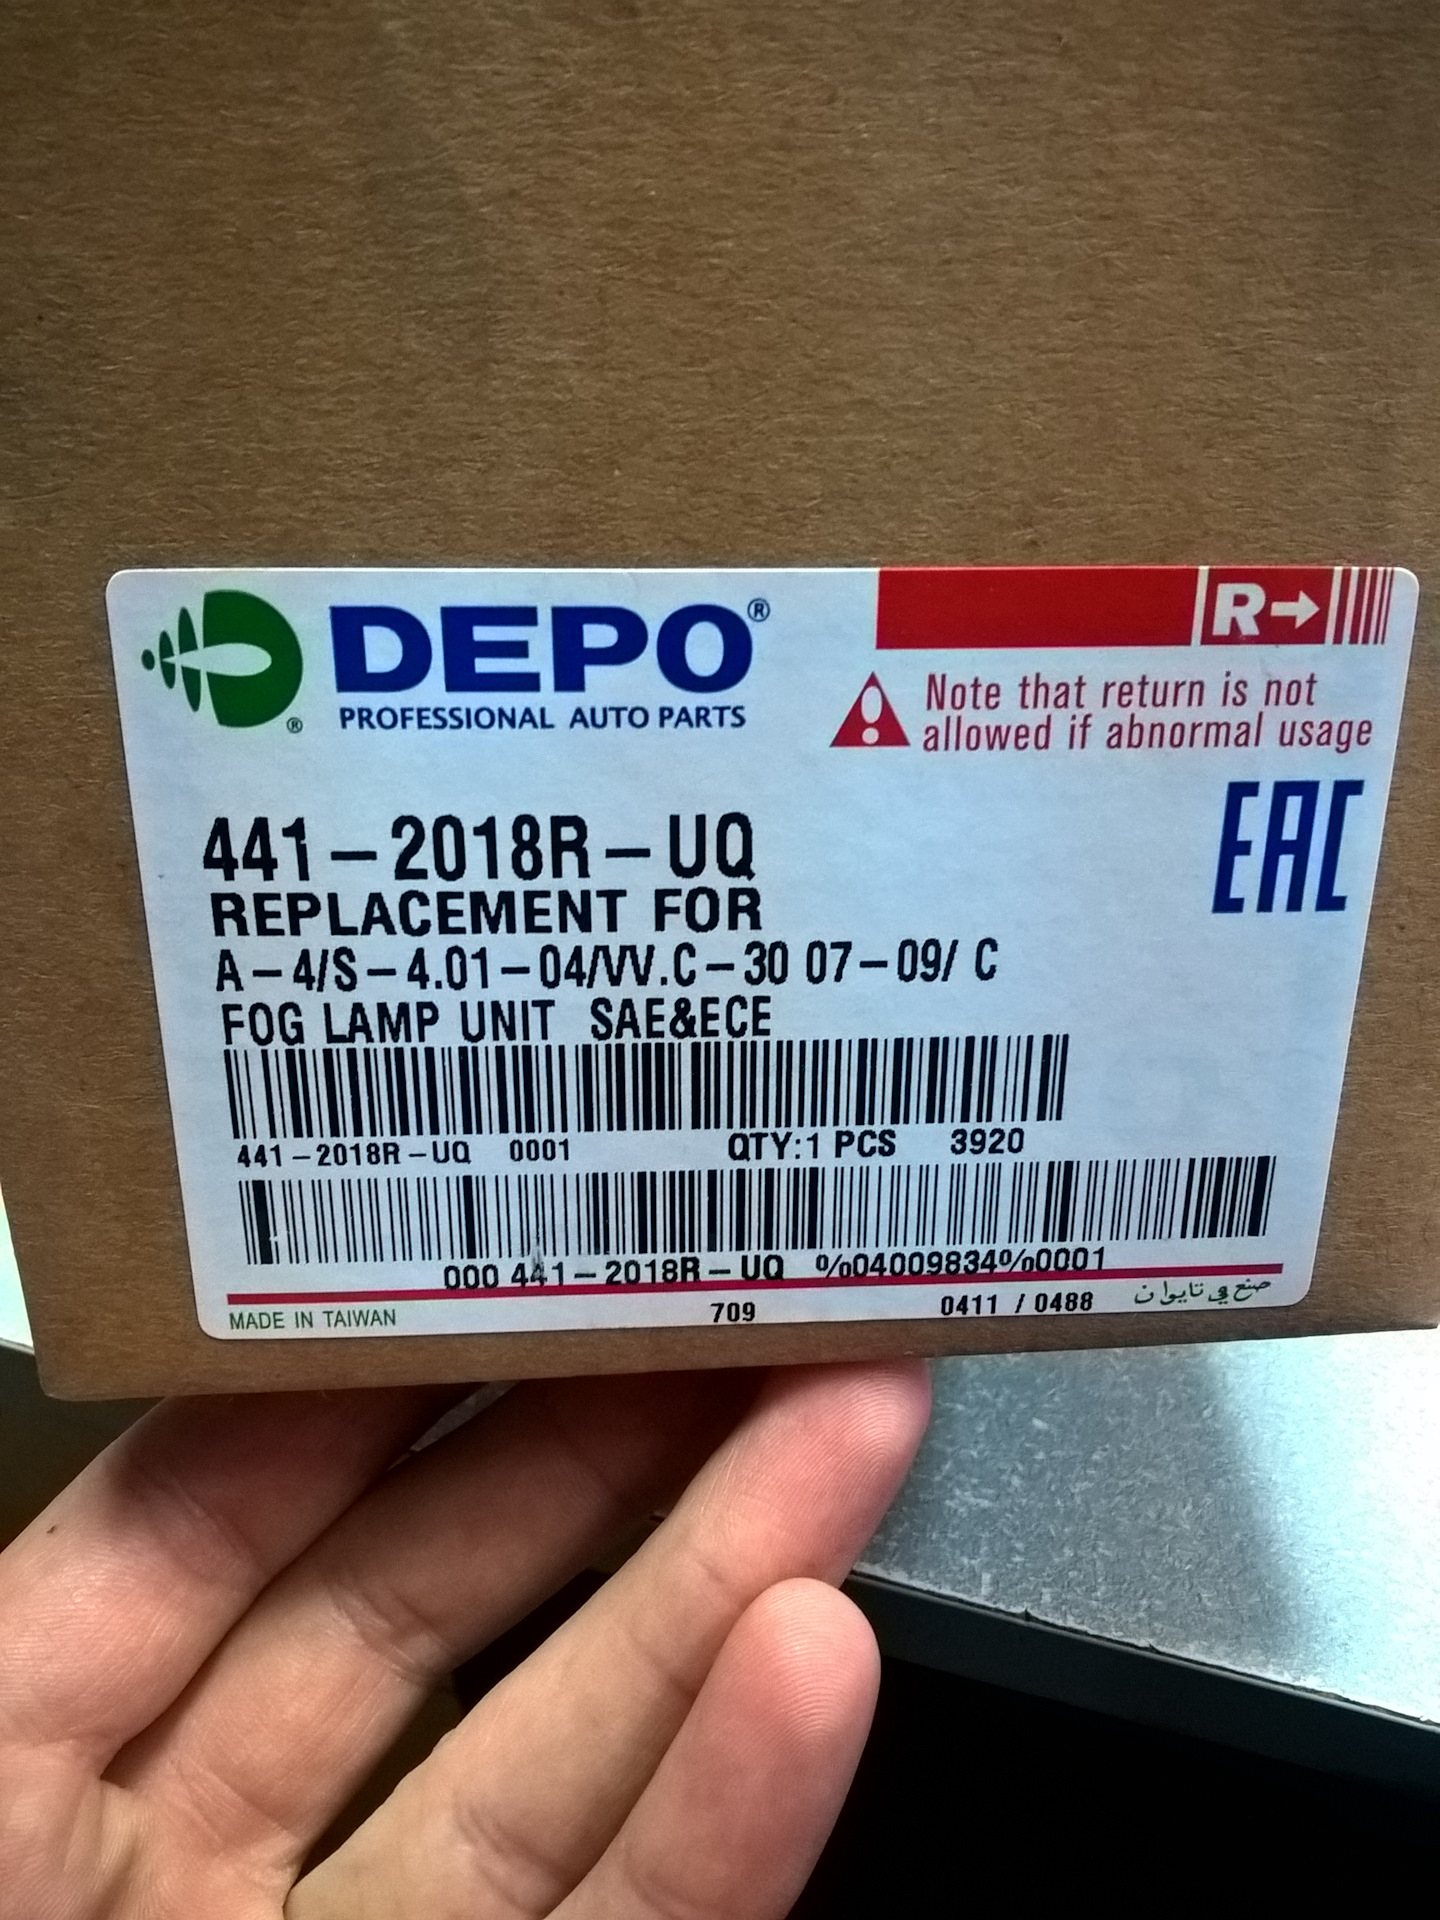 DEPO®
®
PROFESSIONAL AUTO PARTS
R→
Note that return is not
allowed if abnormal usage
EAC
441-2018R-UQ
REPLACEMENT FOR
A-4/S-4.01-04/VV.C-30 07-09/ C
FOG LAMP UNIT SAE&ECE
441-2018R-UQ 0001 QTY:1 PCS 3920
000 441-2018R-UQ %04009834%0001
MADE IN TAIWAN 709 0411 / 0488 صنع في تايوان